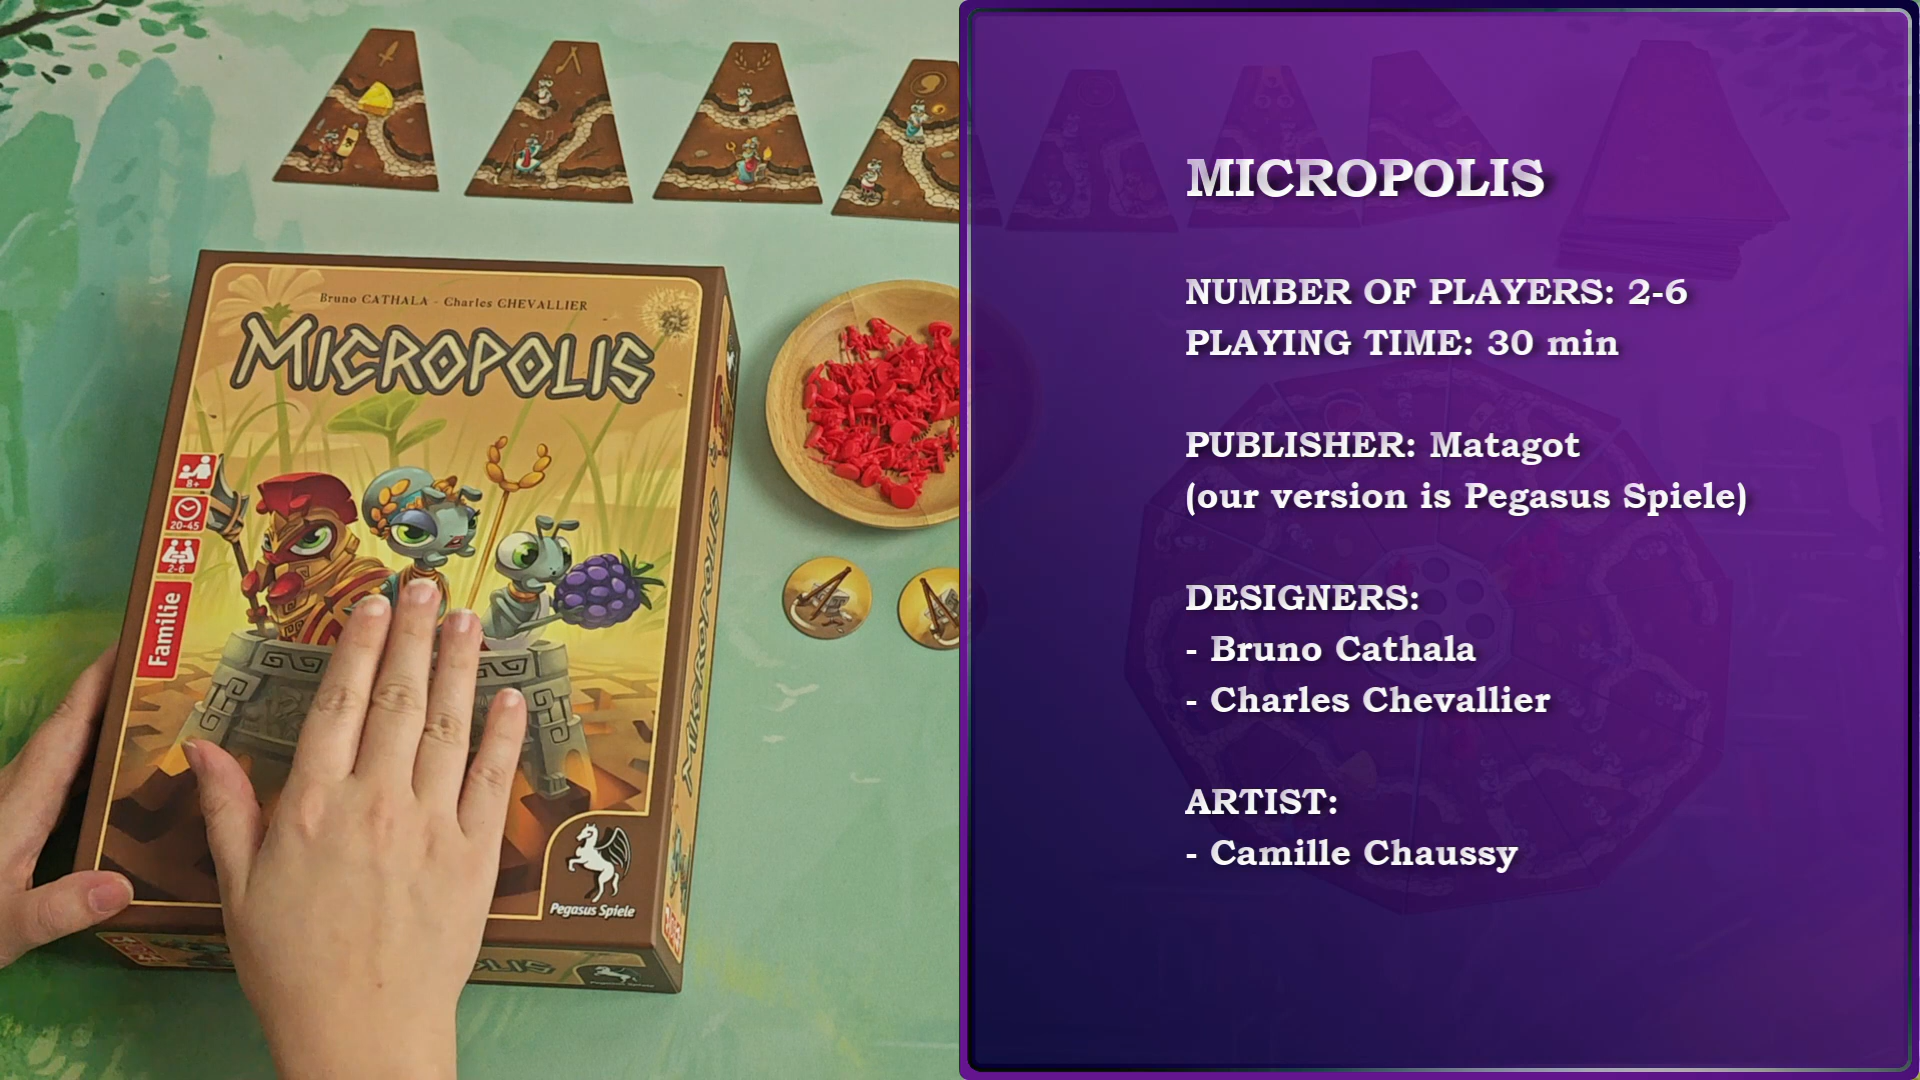 Bruno CATHALA - Charles CHEVALLIER
MICROPOLIS
8+
20-45
2-6
Familie
Pegasus Spiele
MICROPOLIS
MICROPOLIS
NUMBER OF PLAYERS: 2-6
PLAYING TIME: 30 min
PUBLISHER: Matagot
(our version is Pegasus Spiele)
DESIGNERS:
- Bruno Cathala
- Charles Chevallier
ARTIST:
- Camille Chaussy